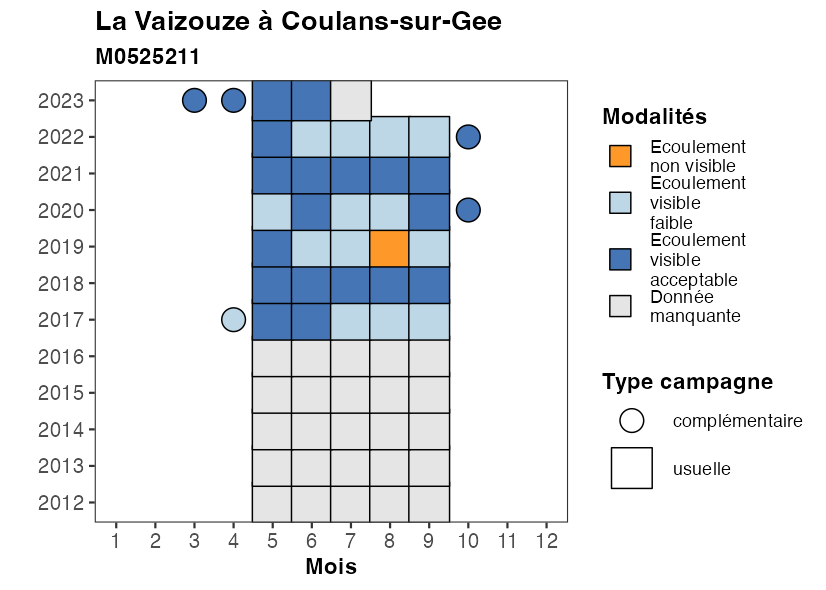 La Vaizouze à Coulans-sur-Gee
M0525211
2023
2022
2021
2020
2019
2018
2017
2016
2015
2014
2013
2012
1 2 3 4 5 6 7 8 9 10 11 12
Mois
Modalités
Ecoulement
non visible
Ecoulement
visible
faible
Ecoulement
visible
acceptable
Donnée
manquante
Type campagne
complémentaire
usuelle